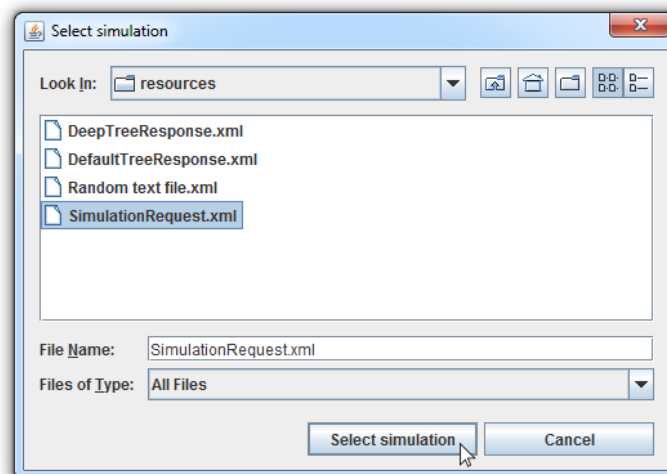 Select simulation
Look In: resources
DeepTreeResponse.xml
DefaultTreeResponse.xml
Random text file.xml
SimulationRequest.xml
File Name: SimulationRequest.xml
Files of Type: All Files
Select simulation Cancel